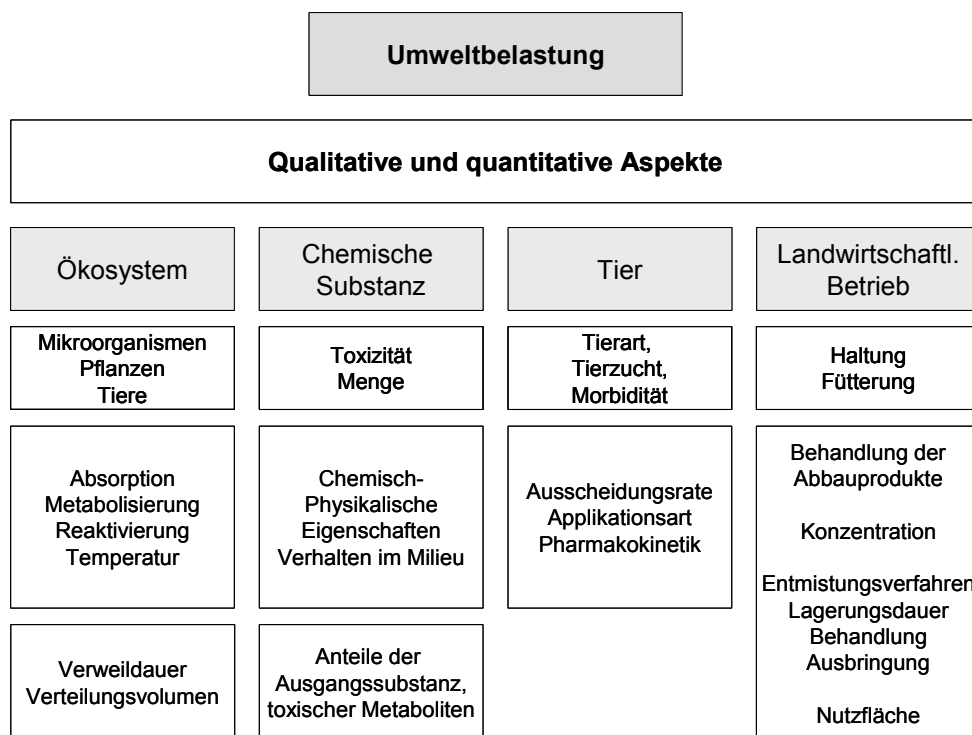 Umweltbelastung
Qualitative und quantitative Aspekte
Ökosystem
Chemische
Substanz
Tier
Landwirtschaftl.
Betrieb
Mikroorganismen
Pflanzen
Tiere
Toxizität
Menge
Tierart,
Tierzucht,
Morbidität
Haltung
Fütterung
Absorption
Metabolisierung
Reaktivierung
Temperatur
Chemisch-
Physikalische
Eigenschaften
Verhalten im Milieu
Ausscheidungsrate
Applikationsart
Pharmakokinetik
Behandlung der
Abbauprodukte
Konzentration
Entmistungsverfahren
Lagerungsdauer
Behandlung
Ausbringung
Nutzfläche
Verweildauer
Verteilungsvolumen
Anteile der
Ausgangssubstanz,
toxischer Metaboliten